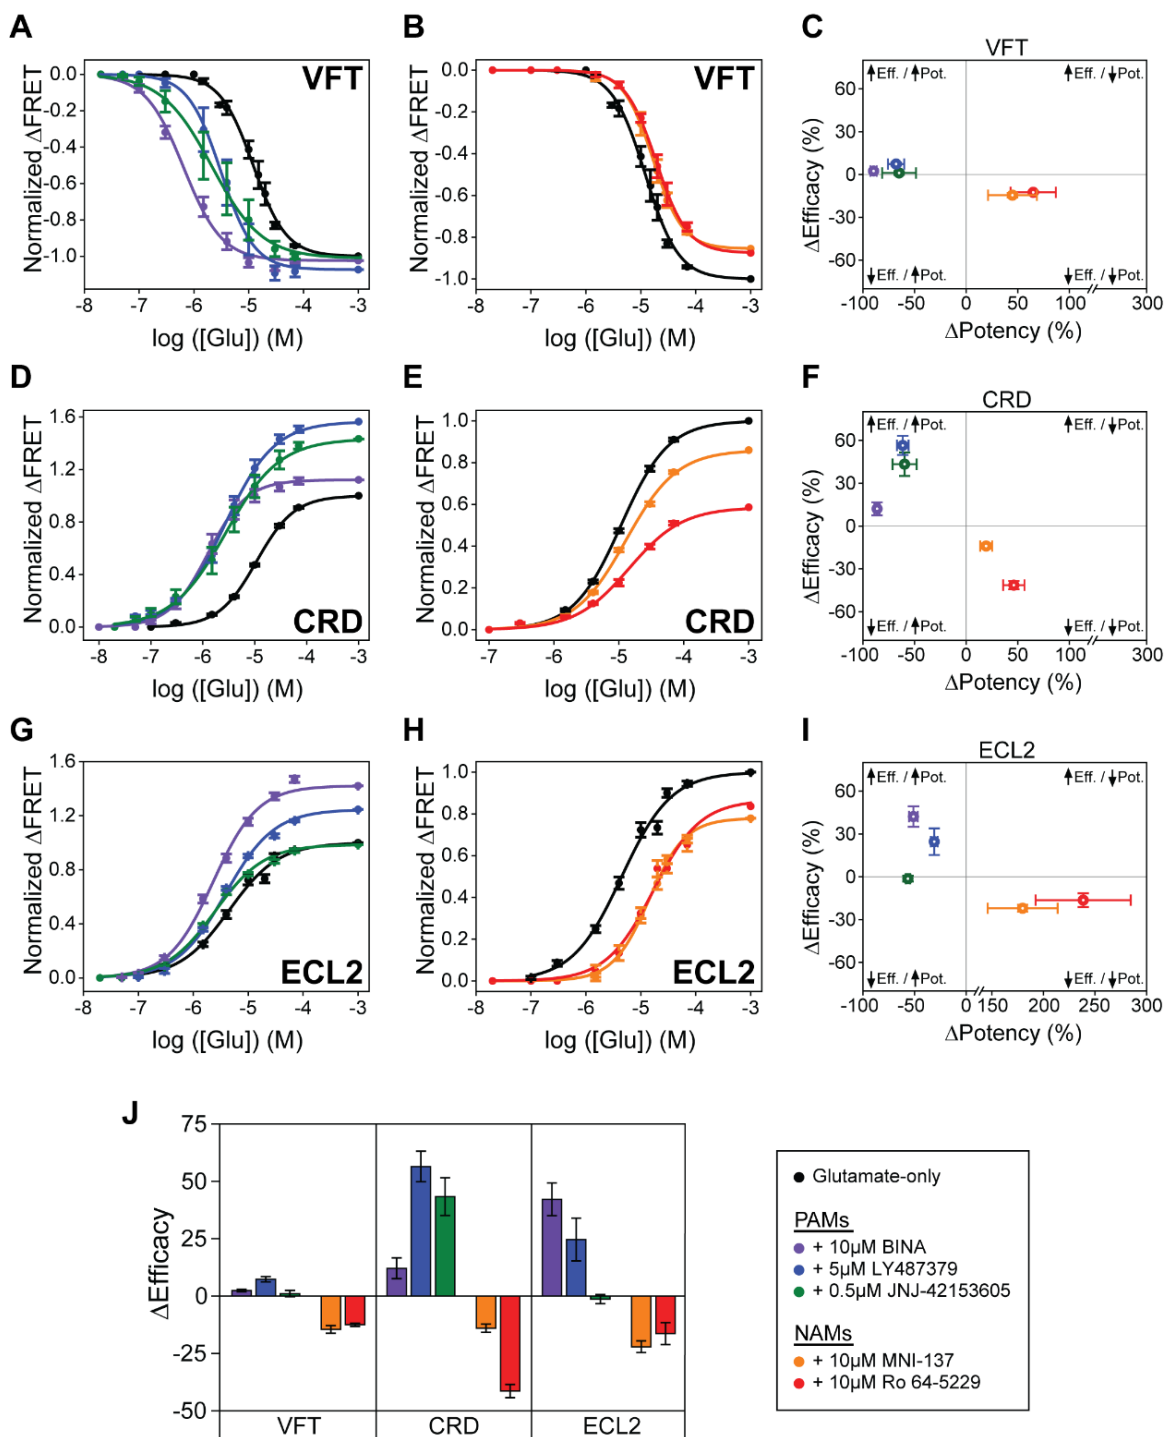 A
VFT
Normalized ΔFRET
0.0
-0.2
-0.4
-0.6
-0.8
-1.0
-8 -7 -6 -5 -4 -3
log ([Glu]) (M)
B
VFT
Normalized ΔFRET
0.0
-0.2
-0.4
-0.6
-0.8
-1.0
-8 -7 -6 -5 -4 -3
log ([Glu]) (M)
C
VFT
↑Eff. / ↑Pot. ↑Eff. / ↓Pot.
ΔEfficacy (%)
60
30
0
-30
-60
↓Eff. / ↑Pot. ↓Eff. / ↓Pot.
-100 -50 0 50 100 300
ΔPotency (%)
D
Normalized ΔFRET
1.6
1.2
0.8
0.4
0.0
CRD
-8 -7 -6 -5 -4 -3
log ([Glu]) (M)
E
Normalized ΔFRET
1.0
0.8
0.6
0.4
0.2
0.0
CRD
-7 -6 -5 -4 -3
log ([Glu]) (M)
F
CRD
↑Eff. / ↑Pot. ↑Eff. / ↓Pot.
ΔEfficacy (%)
60
30
0
-30
-60
↓Eff. / ↑Pot. ↓Eff. / ↓Pot.
-100 -50 0 50 100 300
ΔPotency (%)
G
Normalized ΔFRET
1.6
1.2
0.8
0.4
0.0
ECL2
-8 -7 -6 -5 -4 -3
log ([Glu]) (M)
H
Normalized ΔFRET
1.0
0.8
0.6
0.4
0.2
0.0
ECL2
-8 -7 -6 -5 -4 -3
log ([Glu]) (M)
I
ECL2
↑Eff. / ↑Pot. ↑Eff. / ↓Pot.
ΔEfficacy (%)
60
30
0
-30
-60
↓Eff. / ↑Pot. ↓Eff. / ↓Pot.
-100 -50 0 150 200 250 300
ΔPotency (%)
J
ΔEfficacy
75
50
25
0
-25
-50
VFT CRD ECL2
Glutamate-only
PAMs
+ 10μM BINA
+ 5μM LY487379
+ 0.5μM JNJ-42153605
NAMs
+ 10μM MNI-137
+ 10μM Ro 64-5229